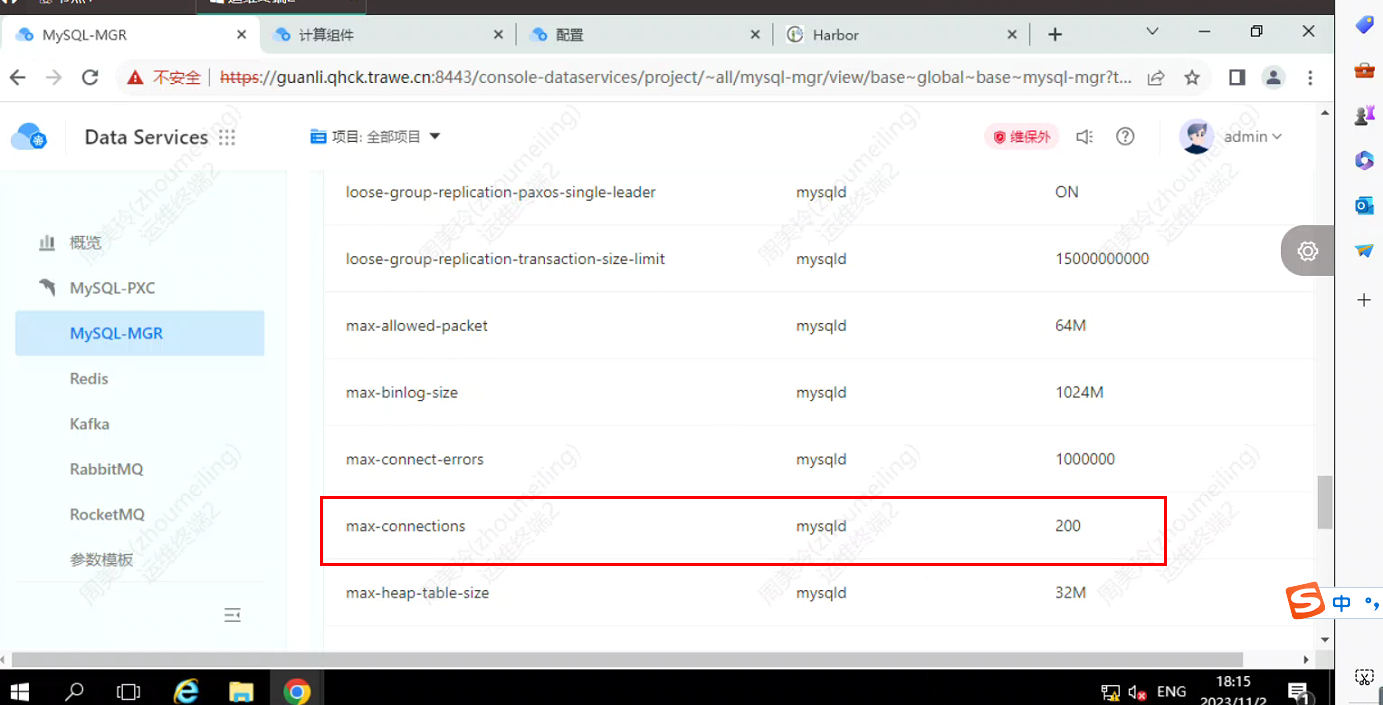 MySQL-MGR
计算组件
配置
Harbor
不安全
https://guanli.qhck.trawe.cn:8443/console-dataservices/project/~all/mysql-mgr/view/base~global~base~mysql-mgr?t...
Data Services
项目: 全部项目
维保外
admin
loose-group-replication-paxos-single-leader mysqld ON
概览
loose-group-replication-transaction-size-limit mysqld 15000000000
MySQL-PXC
max-allowed-packet mysqld 64M
MySQL-MGR
Redis
max-binlog-size mysqld 1024M
Kafka
max-connect-errors mysqld 1000000
RabbitMQ
RocketMQ
max-connections mysqld 200
参数模板
max-heap-table-size mysqld 32M
周美玲(zhoumeiling)
运维终端2
中
ENG
18:15
2023/11/2
1